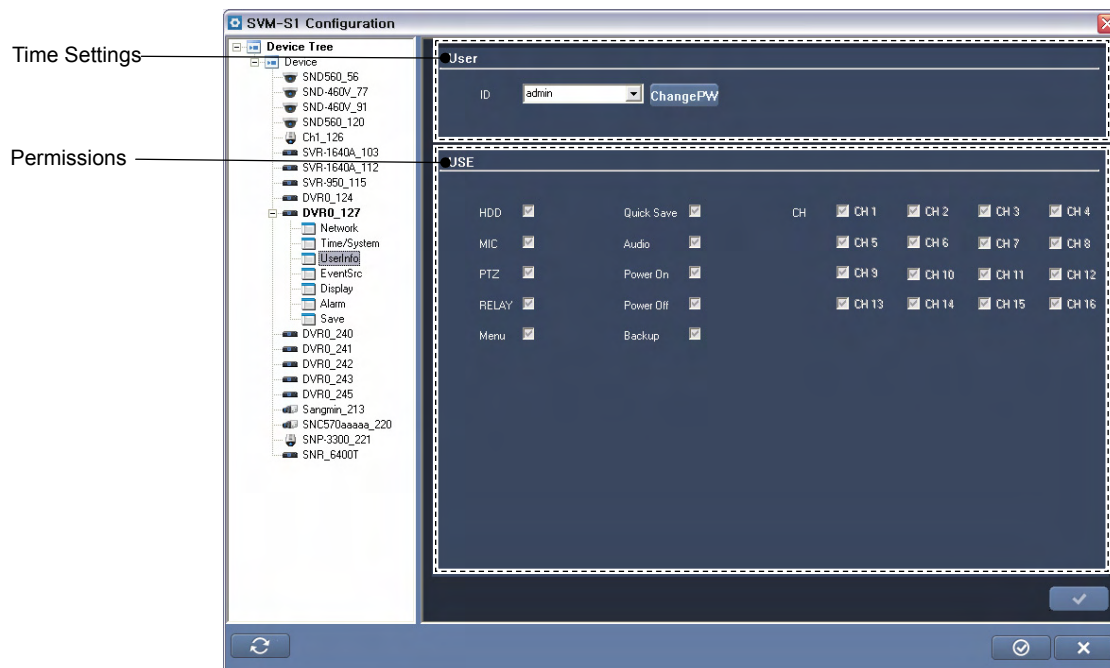 SVM-S1 Configuration
Time Settings
Permissions
Device Tree
Device
SND560_56
SND-460V_77
SND-460V_91
SND560_120
Ch1_126
SVR-1640A_103
SVR-1640A_112
SVR-950_115
DVR0_124
DVR0_127
Network
Time/System
UserInfo
EventSrc
Display
Alarm
Save
DVR0_240
DVR0_241
DVR0_242
DVR0_243
DVR0_245
Sangmin_213
SNC570aaaaa_220
SNP-3300_221
SNR_6400T
User
ID admin ChangePW
USE
HDD Quick Save CH CH 1 CH 2 CH 3 CH 4
MIC Audio CH 5 CH 6 CH 7 CH 8
PTZ Power On CH 9 CH 10 CH 11 CH 12
RELAY Power Off CH 13 CH 14 CH 15 CH 16
Menu Backup